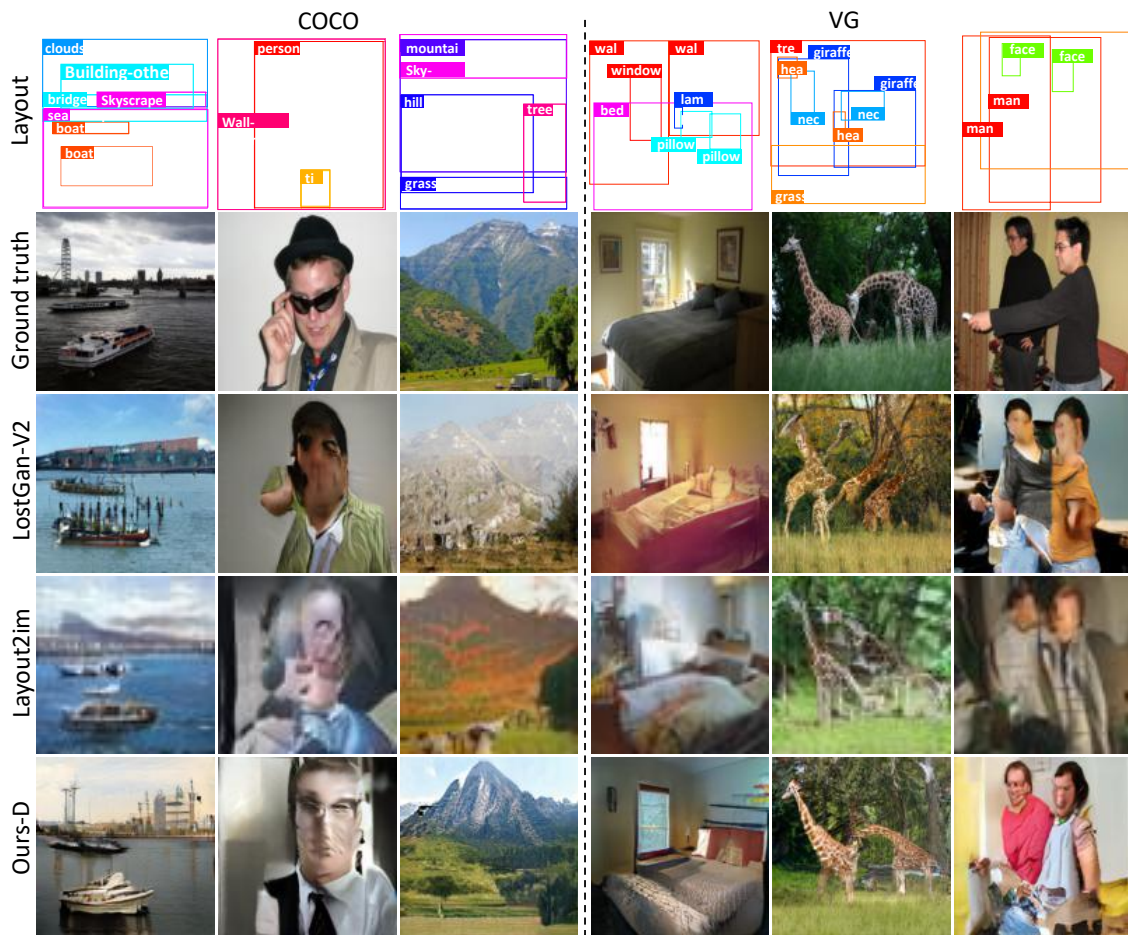 COCO
VG
Layout
clouds
Building-othe
bridge
Skyscrape
sea
boat
boat
person
Wall-
ti
mountai
Sky-
hill
tree
grass
wal
wal
window
bed
lam
pillow
pillow
tre
giraffe
hea
giraffe
nec
nec
hea
grass
face
face
man
man
Ground truth
LostGan-V2
Layout2im
Ours-D